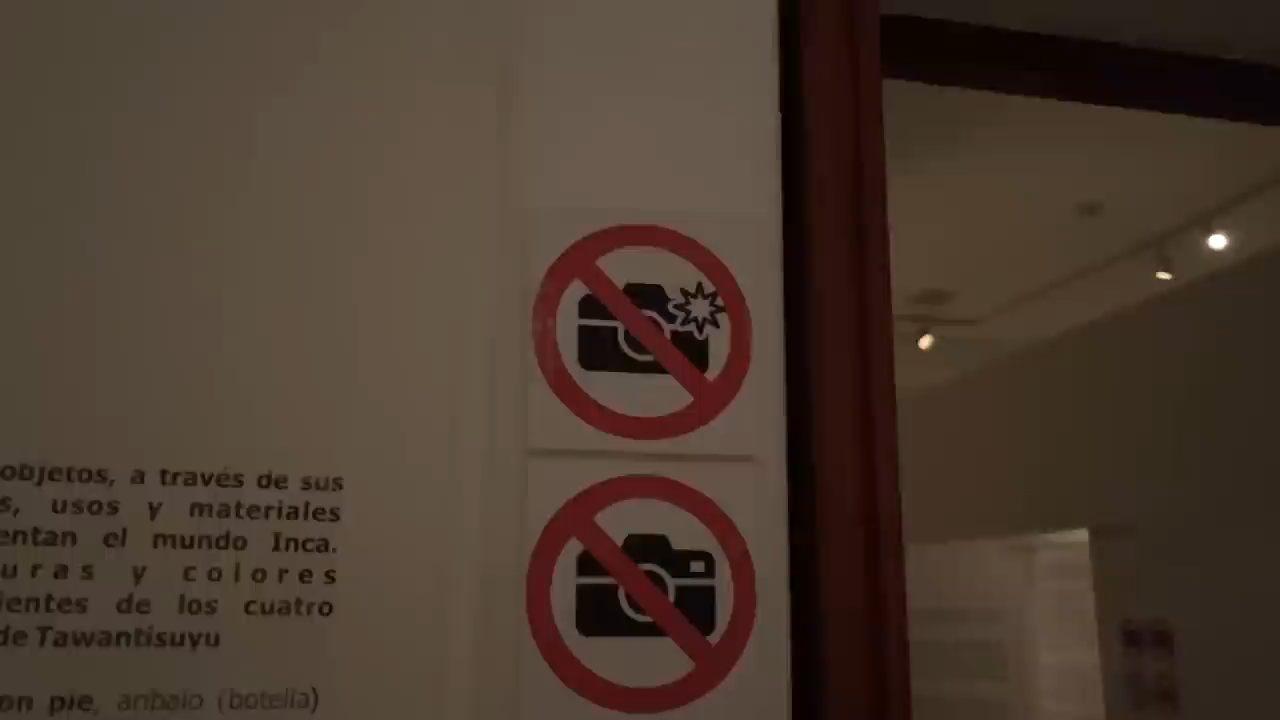 objetos, a través de sus
s, usos y materiales
entan el mundo Inca.
uras y colores
ientes de los cuatro
de Tawantisuyu
on pie, aribalo (botella)